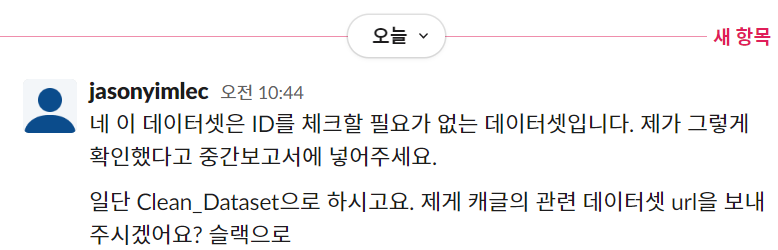 오늘
새 항목
jasonyimlec 오전 10:44
네 이 데이터셋은 ID를 체크할 필요가 없는 데이터셋입니다. 제가 그렇게
확인했다고 중간보고서에 넣어주세요.
일단 Clean_Dataset으로 하시고요. 제게 캐글의 관련 데이터셋 url을 보내
주시겠어요? 슬랙으로